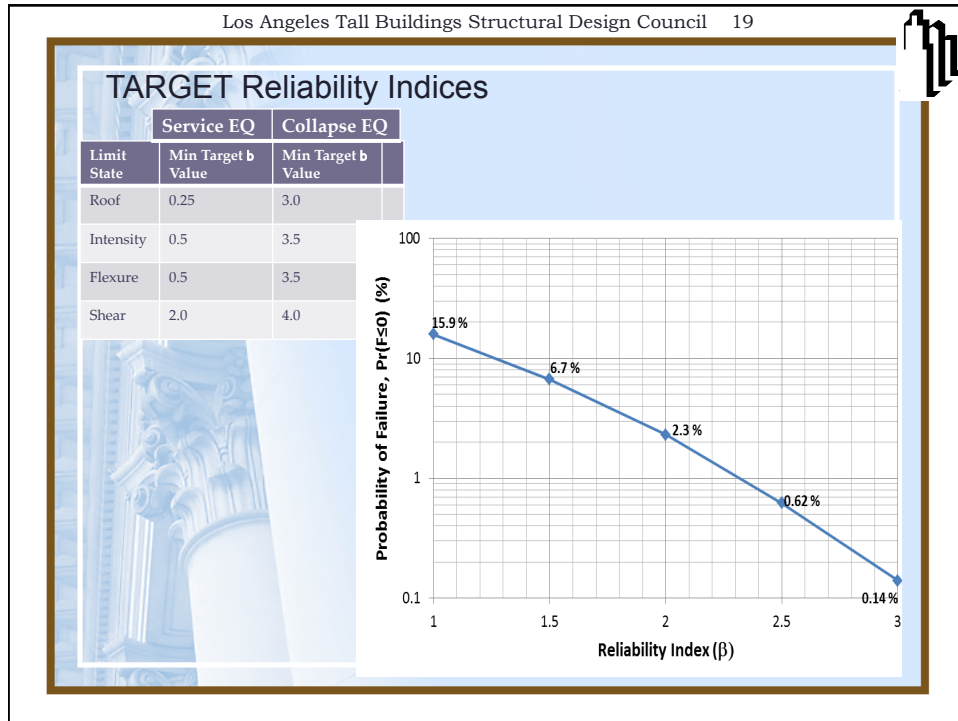 Los Angeles Tall Buildings Structural Design Council 19
TARGET Reliability Indices
Service EQ Collapse EQ
Limit State Min Target b Value Min Target b Value
Roof 0.25 3.0
Intensity 0.5 3.5
Flexure 0.5 3.5
Shear 2.0 4.0
Probability of Failure, Pr(F≤0) (%)
100
10
1
0.1
15.9 %
6.7 %
2.3 %
0.62 %
0.14 %
1 1.5 2 2.5 3
Reliability Index (β)